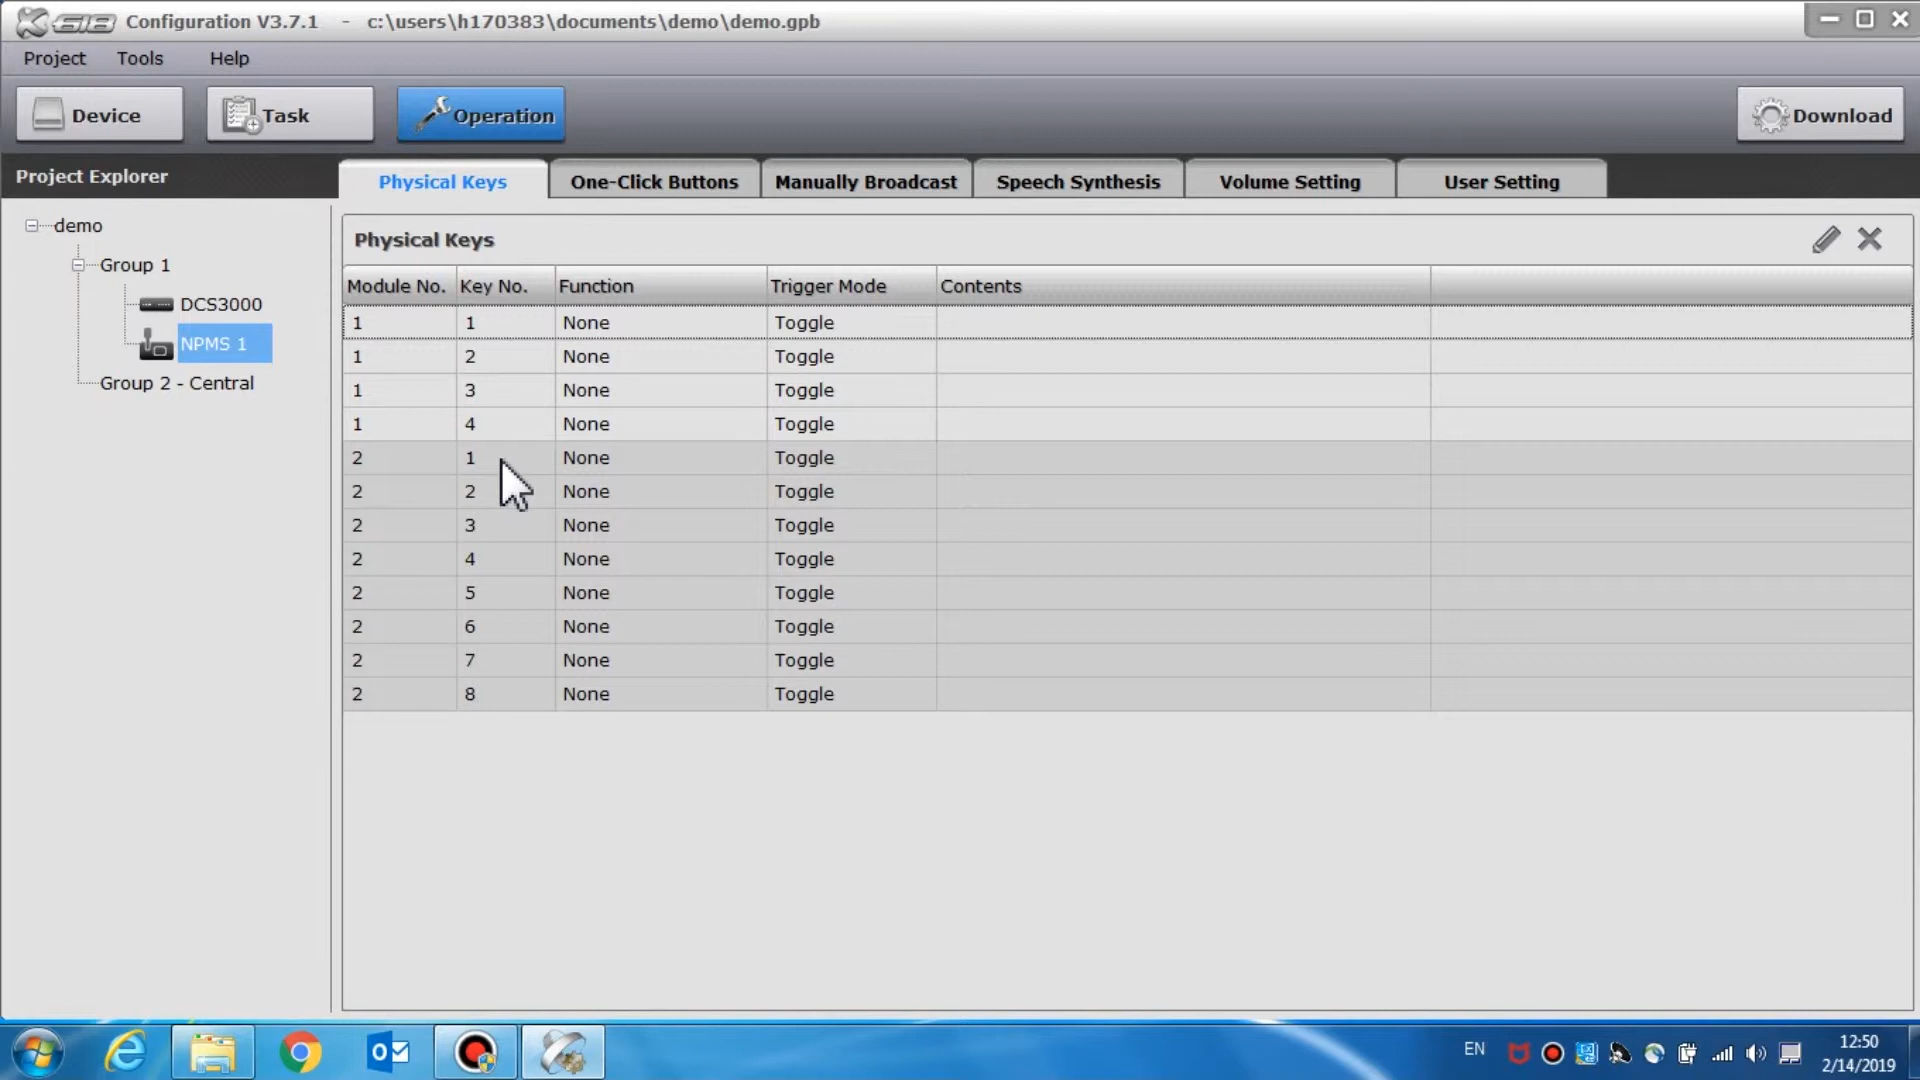 X-618 Configuration V3.7.1 - c:\users\h170383\documents\demo\demo.gpb
Project Tools Help
Device Task Operation Download
Project Explorer
Physical Keys One-Click Buttons Manually Broadcast Speech Synthesis Volume Setting User Setting
demo
Group 1
DCS3000
NPMS 1
Group 2 - Central
Physical Keys
Module No. Key No. Function Trigger Mode Contents
1 1 None Toggle
1 2 None Toggle
1 3 None Toggle
1 4 None Toggle
2 1 None Toggle
2 2 None Toggle
2 3 None Toggle
2 4 None Toggle
2 5 None Toggle
2 6 None Toggle
2 7 None Toggle
2 8 None Toggle
EN
12:50
2/14/2019